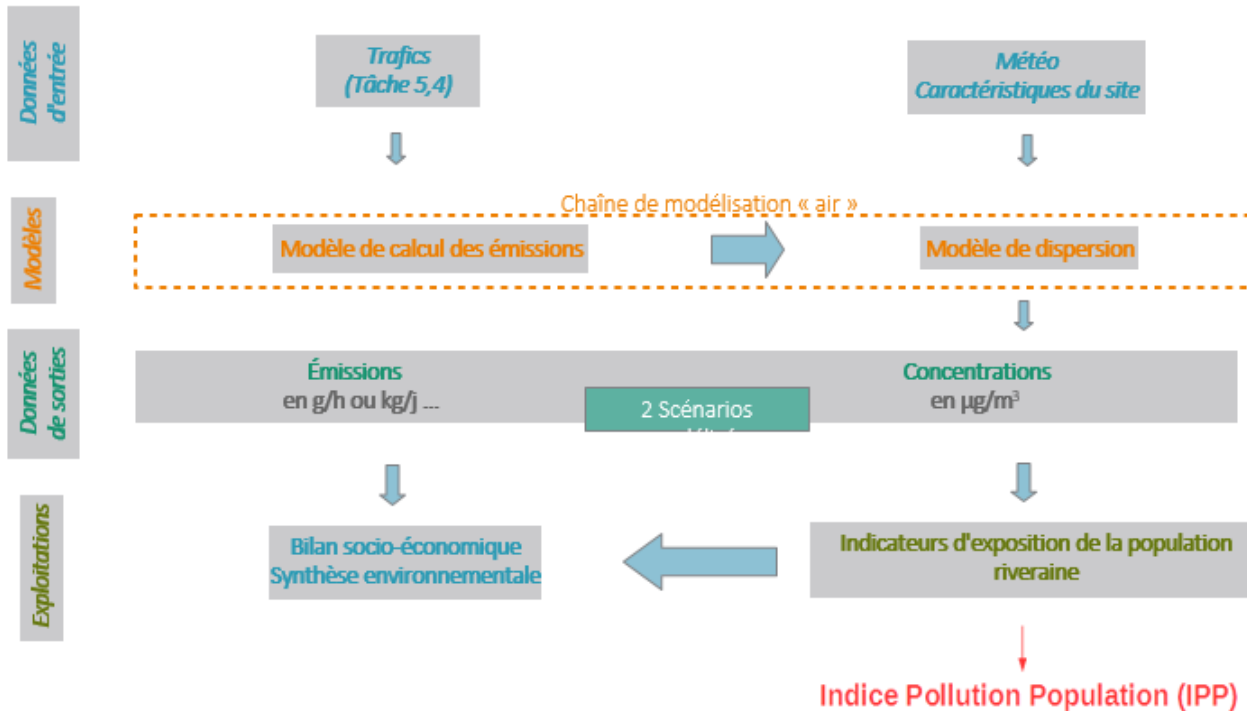 Données
d'entrée
Trafics
(Tâche 5,4)
Météo
Caractéristiques du site
Modèles
Chaîne de modélisation « air »
Modèle de calcul des émissions
Modèle de dispersion
Données
de sorties
Émissions
en g/h ou kg/j ...
2 Scénarios
Concentrations
en µg/m³
Exploitations
Bilan socio-économique
Synthèse environnementale
Indicateurs d'exposition de la population
riveraine
Indice Pollution Population (IPP)